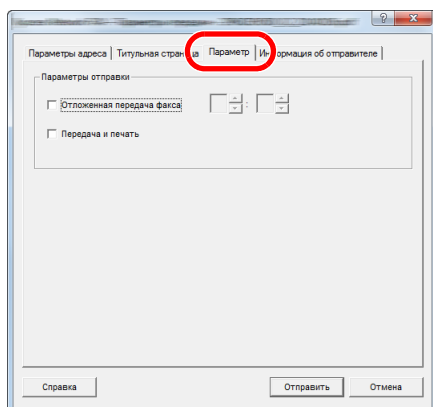 Параметры адреса Титульная страница Параметр Информация об отправителе
Параметры отправки
Отложенная передача факса :
Передача и печать
Справка Отправить Отмена